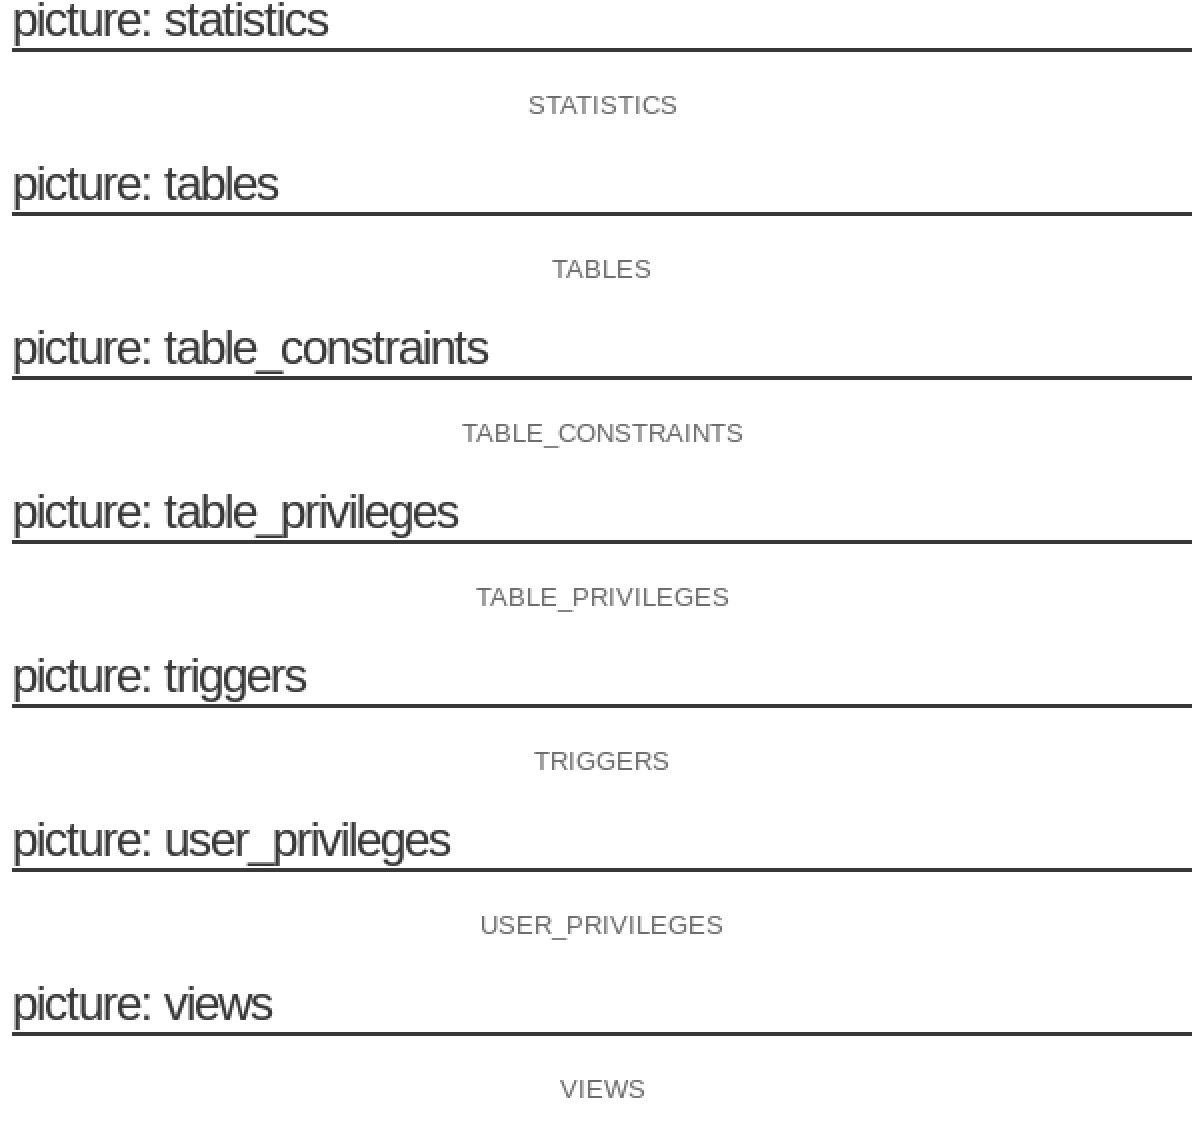 picture: statistics
STATISTICS
picture: tables
TABLES
picture: table_constraints
TABLE_CONSTRAINTS
picture: table_privileges
TABLE_PRIVILEGES
picture: triggers
TRIGGERS
picture: user_privileges
USER_PRIVILEGES
picture: views
VIEWS